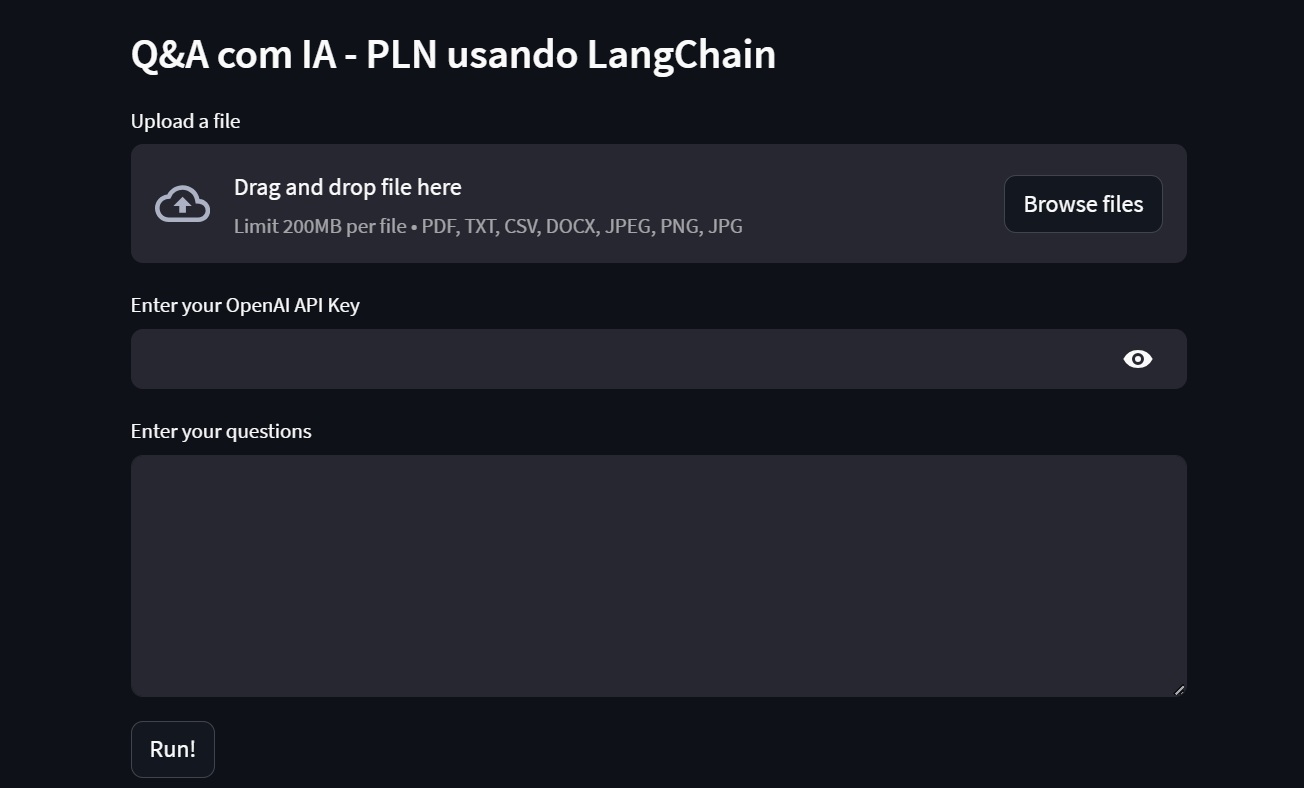 Q&A com IA - PLN usando LangChain
Upload a file
Drag and drop file here
Limit 200MB per file • PDF, TXT, CSV, DOCX, JPEG, PNG, JPG
Browse files
Enter your OpenAI API Key
Enter your questions
Run!